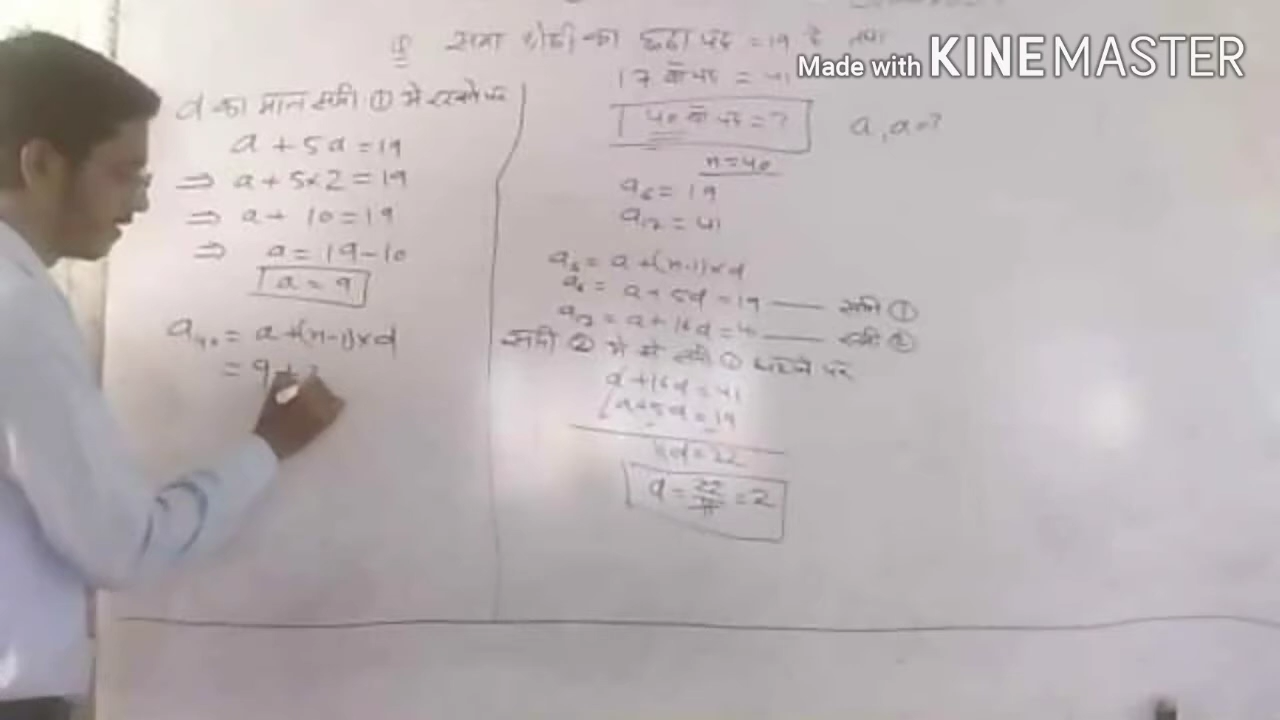 Made with KINEMASTER
Q समा श्रेढी का छठा पद = 19 है तथा
17 वाँ पद = 41
40 वाँ पद = ? a, d = ?
n = 40
a₆ = 19
a₁₇ = 41
a₆ = a + (n-1) × d
a₆ = a + 5d = 19 —— समी ①
a₁₇ = a + 16d = 41 —— समी ②
समी ② में से समी ① घटाने पर
a + 16d = 41
a + 5d = 19
11d = 22
d = 22/11 = 2
d का मान समी ① में रखने पर
a + 5d = 19
⇒ a + 5×2 = 19
⇒ a + 10 = 19
⇒ a = 19 - 10
a = 9
a₄₀ = a + (n-1) × d
= 9 +